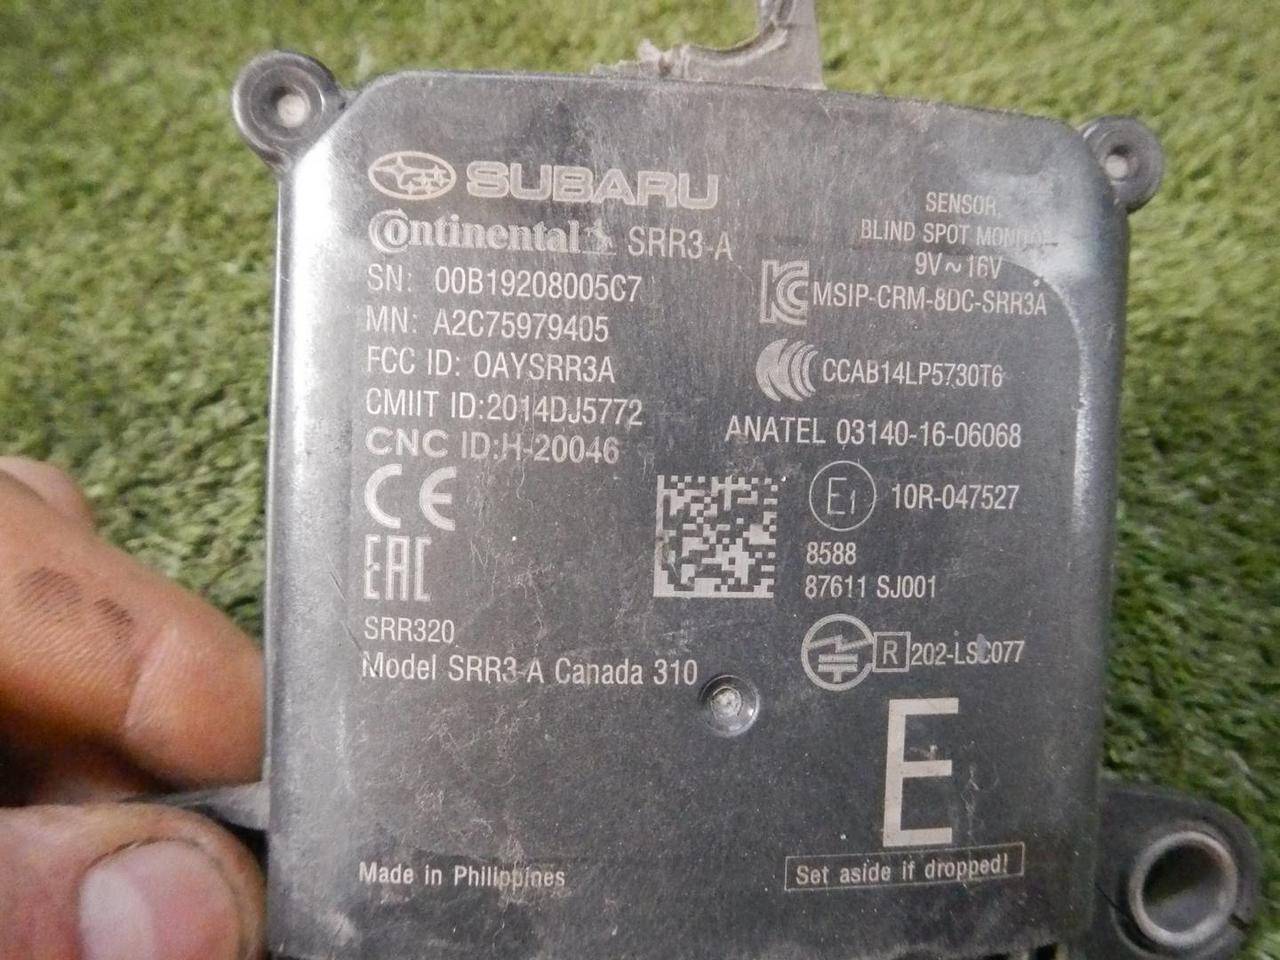 SUBARU
Continental SRR3-A
SN: 00B19208005C7
MN: A2C75979405
FCC ID: OAYSRR3A
CMIIT ID:2014DJ5772
CNC ID:H-20046
CE
EAC
SRR320
Model SRR3-A Canada 310
Made in Philippines
SENSOR,
BLIND SPOT MONITOR
9V~16V
MSIP-CRM-8DC-SRR3A
CCAB14LP5730T6
ANATEL 03140-16-06068
E1 10R-047527
8588
87611 SJ001
R 202-LSC077
E
Set aside if dropped!